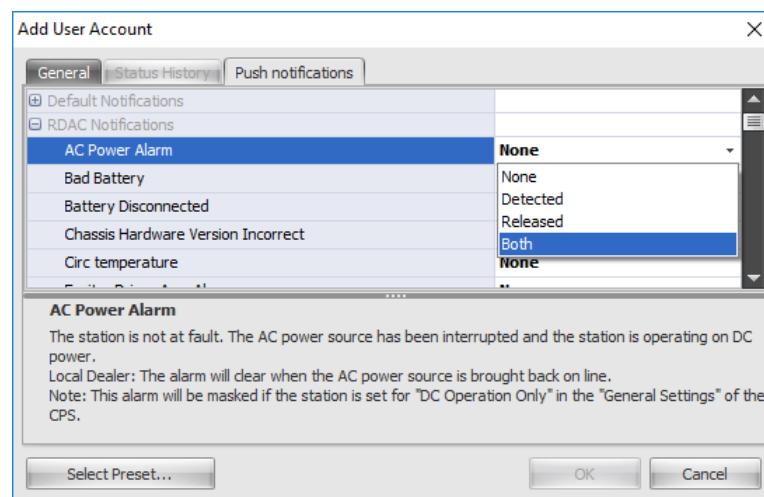 Add User Account
General Status History Push notifications
Default Notifications
RDAC Notifications
AC Power Alarm None
Bad Battery None
Battery Disconnected Detected
Chassis Hardware Version Incorrect Released
Both
Circ temperature None
AC Power Alarm
The station is not at fault. The AC power source has been interrupted and the station is operating on DC
power.
Local Dealer: The alarm will clear when the AC power source is brought back on line.
Note: This alarm will be masked if the station is set for "DC Operation Only" in the "General Settings" of the
CPS.
Select Preset... OK Cancel